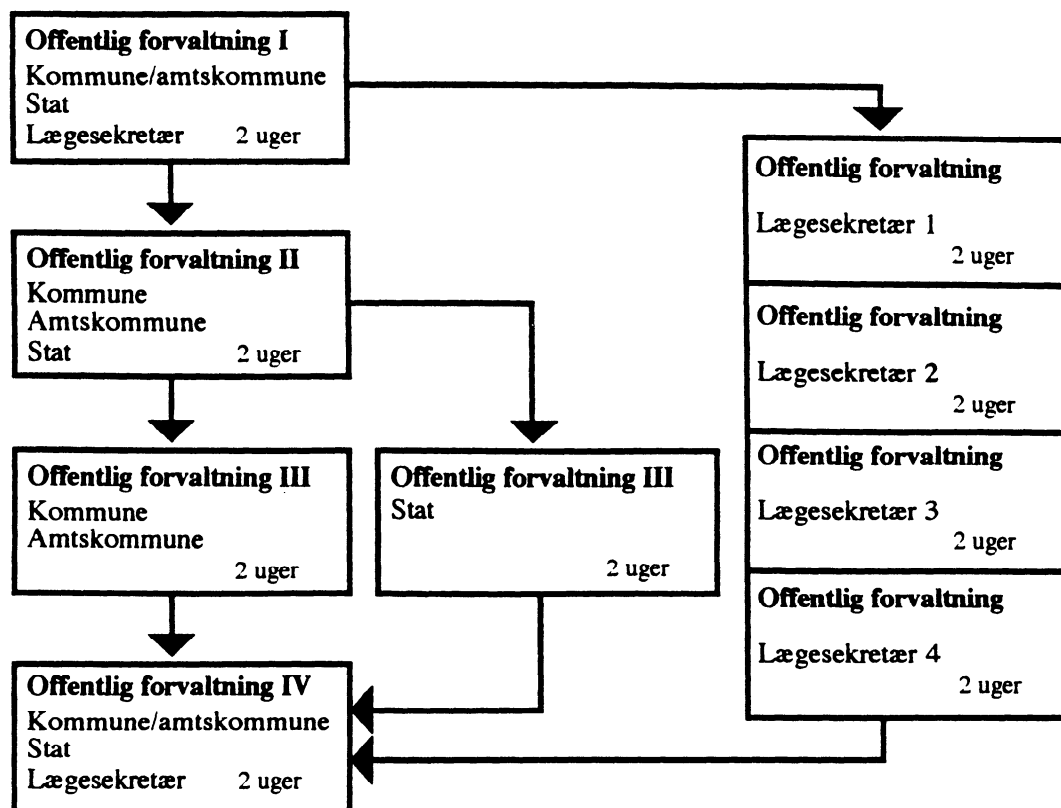 Offentlig forvaltning I
Kommune/amtskommune
Stat
Lægesekretær 2 uger
Offentlig forvaltning II
Kommune
Amtskommune
Stat 2 uger
Offentlig forvaltning III
Kommune
Amtskommune
2 uger
Offentlig forvaltning III
Stat
2 uger
Offentlig forvaltning IV
Kommune/amtskommune
Stat
Lægesekretær 2 uger
Offentlig forvaltning
Lægesekretær 1
2 uger
Offentlig forvaltning
Lægesekretær 2
2 uger
Offentlig forvaltning
Lægesekretær 3
2 uger
Offentlig forvaltning
Lægesekretær 4
2 uger